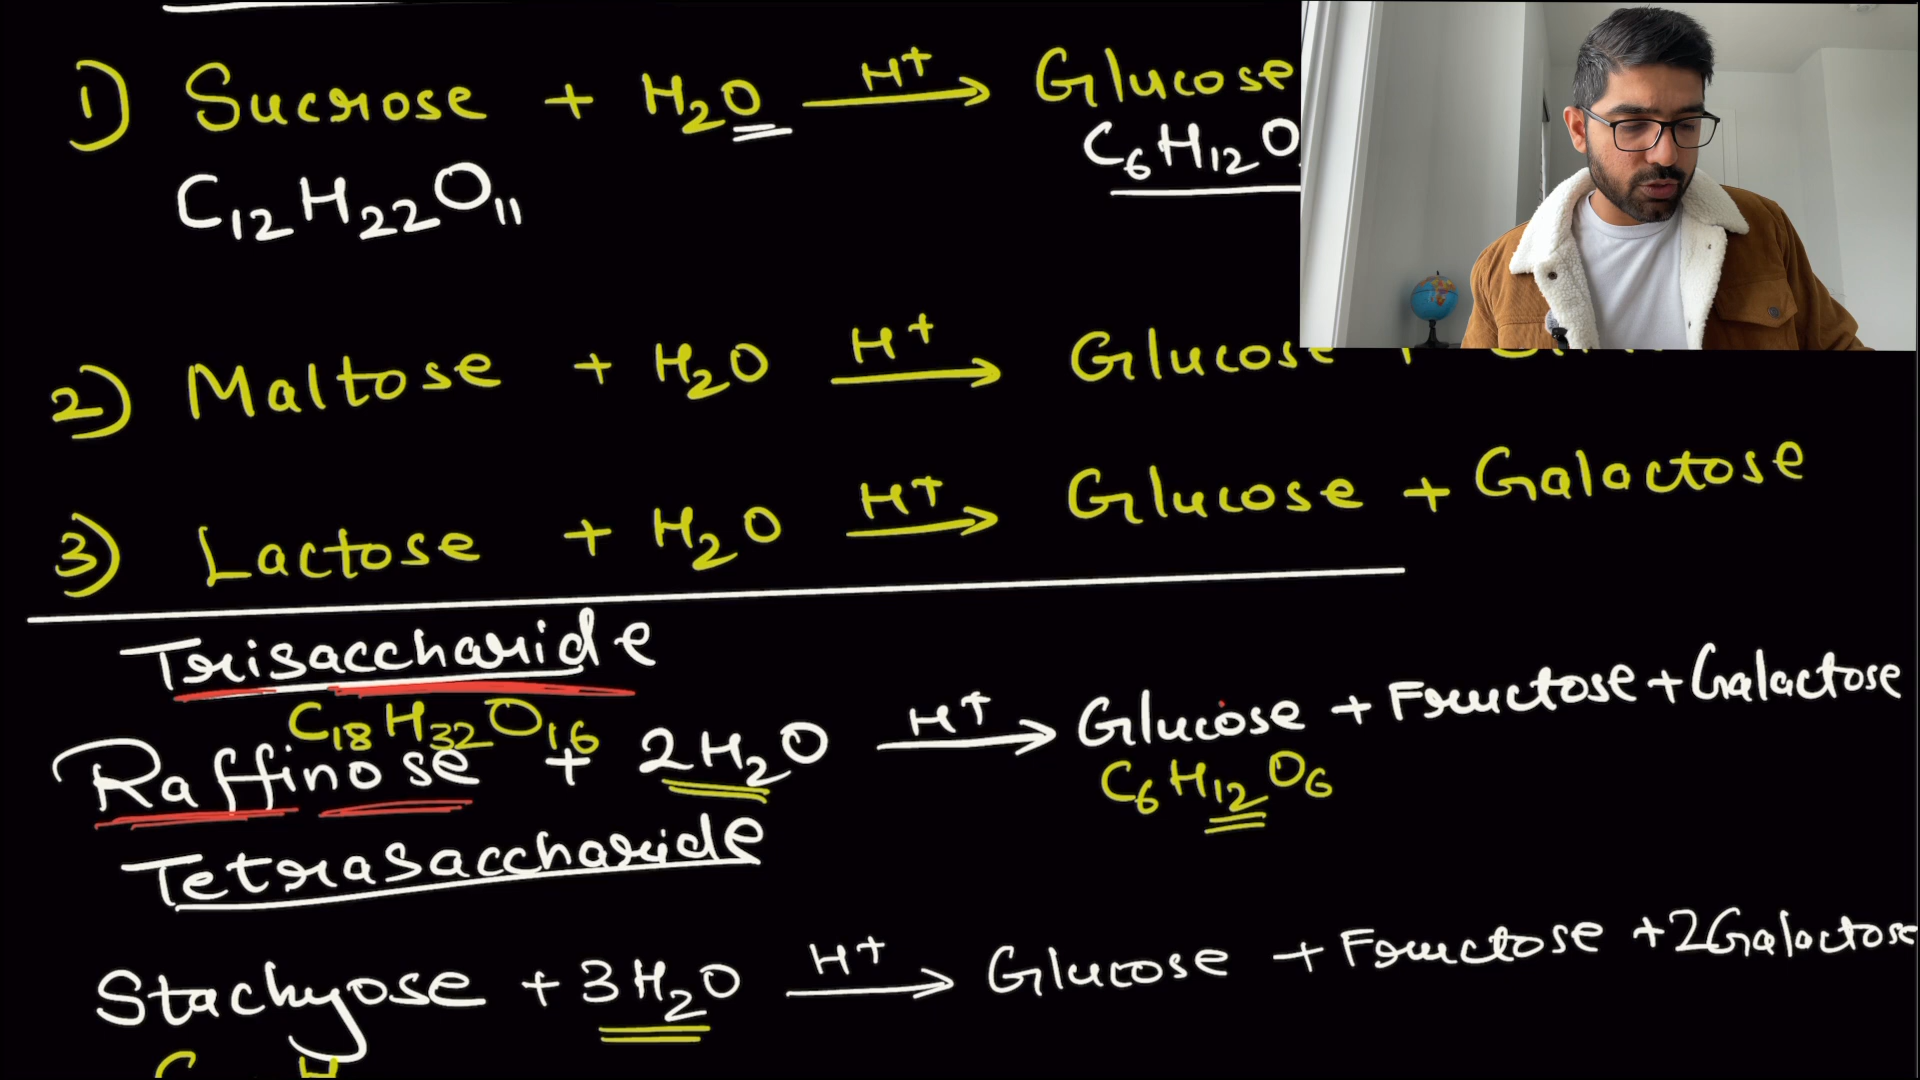 1) Sucrose + H2O H+ → Glucose
C12H22O11 C6H12O
2) Maltose + H2O H+ → Glucose +
3) Lactose + H2O H+ → Glucose + Galactose
Trisaccharide
C18H32O16
Raffinose + 2H2O H+ → Glucose + Fructose + Galactose
C6H12O6
Tetrasaccharide
Stachyose + 3H2O H+ → Glucose + Fructose + 2Galactose